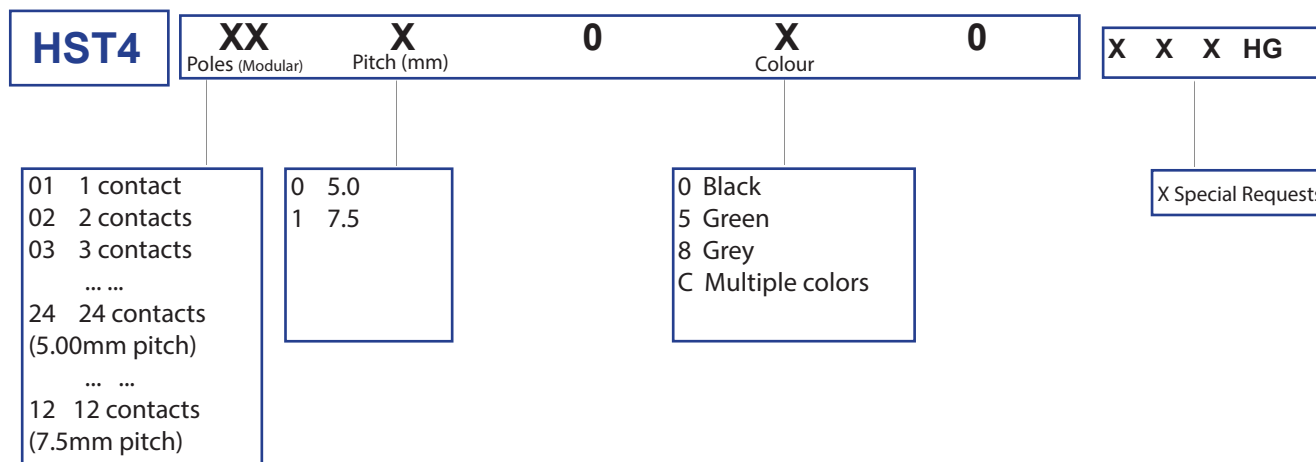 HST4
XX X 0 X 0
Poles (Modular) Pitch (mm) Colour
X X X HG
01 1 contact
02 2 contacts
03 3 contacts
... ...
24 24 contacts
(5.00mm pitch)
... ...
12 12 contacts
(7.5mm pitch)
0 5.0
1 7.5
0 Black
5 Green
8 Grey
C Multiple colors
X Special Requests